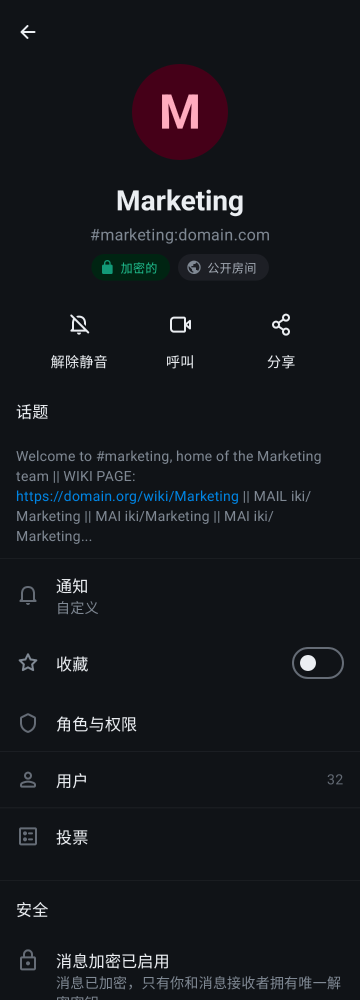 M
Marketing
#marketing:domain.com
加密的
公开房间
解除静音
呼叫
分享
话题
Welcome to #marketing, home of the Marketing
team || WIKI PAGE:
https://domain.org/wiki/Marketing || MAIL iki/
Marketing || MAI iki/Marketing || MAI iki/
Marketing...
通知
自定义
收藏
角色与权限
用户
32
投票
安全
消息加密已启用
消息已加密，只有你和消息接收者拥有唯一解